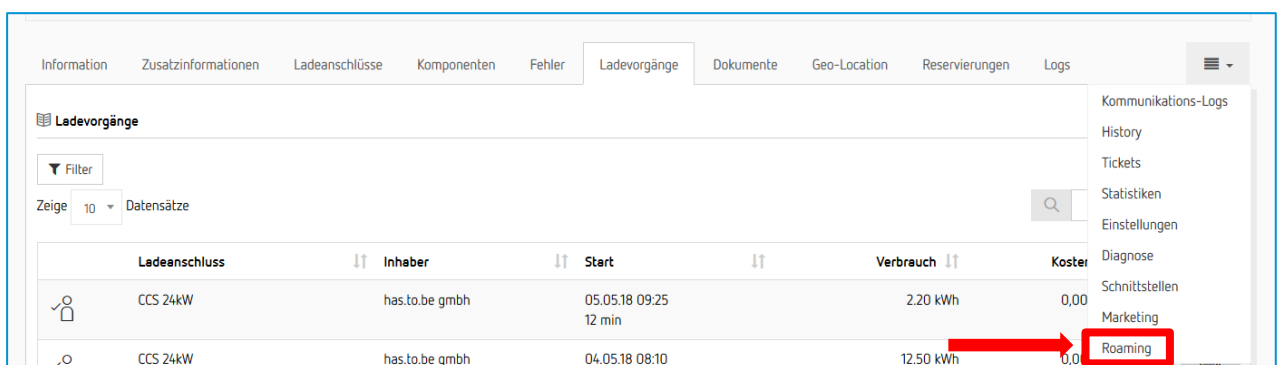 Information Zusatzinformationen Ladeanschlüsse Komponenten Fehler Ladevorgänge Dokumente Geo-Location Reservierungen Logs
Ladevorgänge
Filter
Zeige 10 Datensätze
Ladeanschluss Inhaber Start Verbrauch Kosten
CCS 24kW has.to.be gmbh 05.05.18 09:25 2.20 kWh 0,00
12 min
CCS 24kW has.to.be gmbh 04.05.18 08:10 12.50 kWh 0,00
Kommunikations-Logs
History
Tickets
Statistiken
Einstellungen
Diagnose
Schnittstellen
Marketing
Roaming